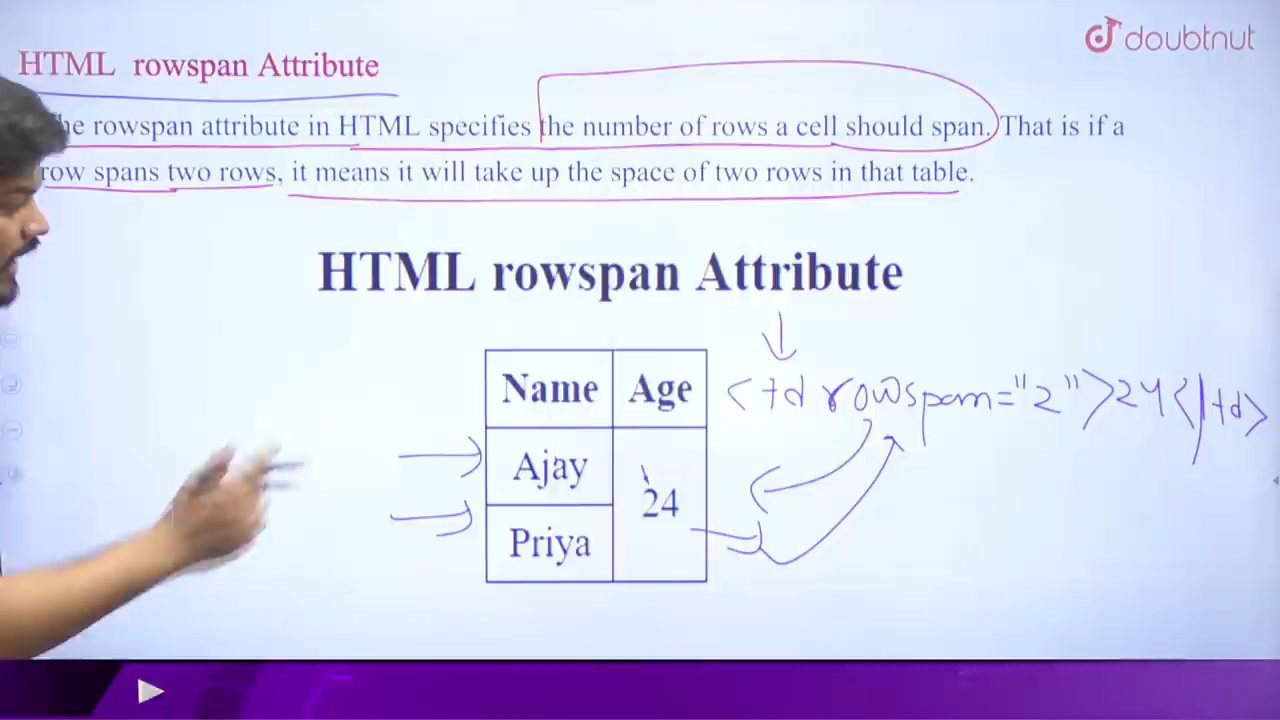 doubtnut
HTML rowspan Attribute
he rowspan attribute in HTML specifies the number of rows a cell should span. That is if a
row spans two rows, it means it will take up the space of two rows in that table.
HTML rowspan Attribute
Name Age
<td rowspan="2">24</td>
Ajay
24
Priya